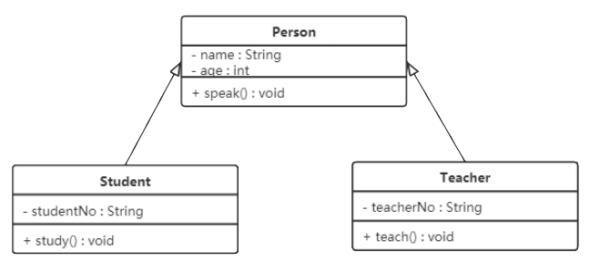 Person
- name : String
- age : int
+ speak() : void
Student
- studentNo : String
+ study() : void
Teacher
- teacherNo : String
+ teach() : void